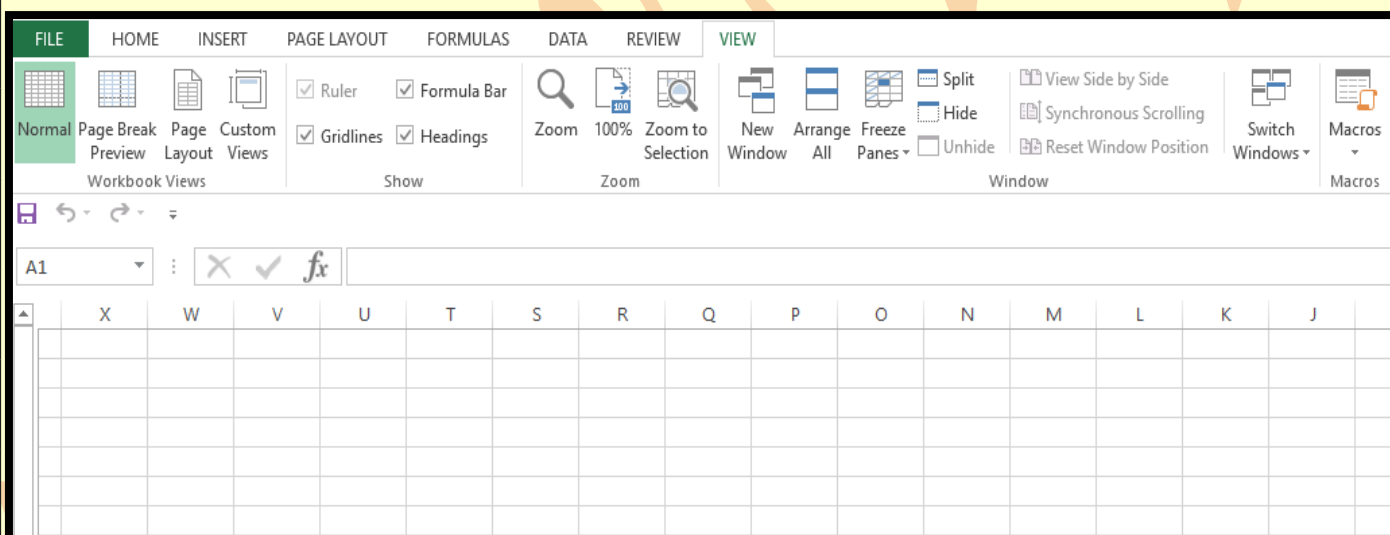 FILE HOME INSERT PAGE LAYOUT FORMULAS DATA REVIEW VIEW
Normal
Page Break
Preview
Page
Layout
Custom
Views
Workbook Views
Ruler Formula Bar
Gridlines Headings
Show
Zoom
100
100%
Zoom to
Selection
Zoom
New
Window
Arrange
All
Freeze
Panes
Split
Hide
Unhide
View Side by Side
Synchronous Scrolling
Reset Window Position
Switch
Windows
Window
Macros
Macros
A1 fx
X W V U T S R Q P O N M L K J